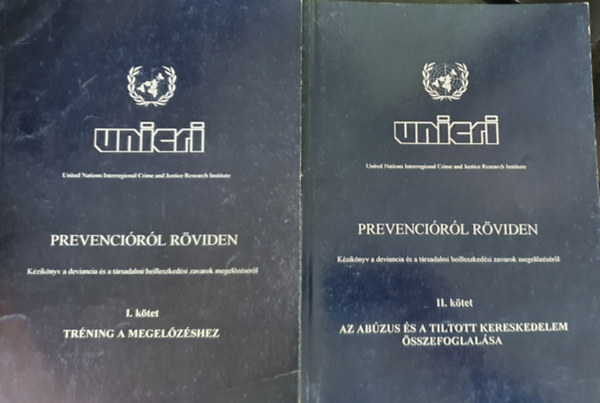 unicri
United Nations Interregional Crime and Justice Research Institute
PREVENCIÓRÓL RÖVIDEN
Kézikönyv a deviancia és a társadalmi beilleszkedési zavarok megelőzéséről
I. kötet
TRÉNING A MEGELŐZÉSHEZ
unicri
United Nations Interregional Crime and Justice Research Institute
PREVENCIÓRÓL RÖVIDEN
Kézikönyv a deviancia és a társadalmi beilleszkedési zavarok megelőzéséről
II. kötet
AZ ABÚZUS ÉS A TILTOTT KERESKEDELEM
ÖSSZEFOGLALÁSA